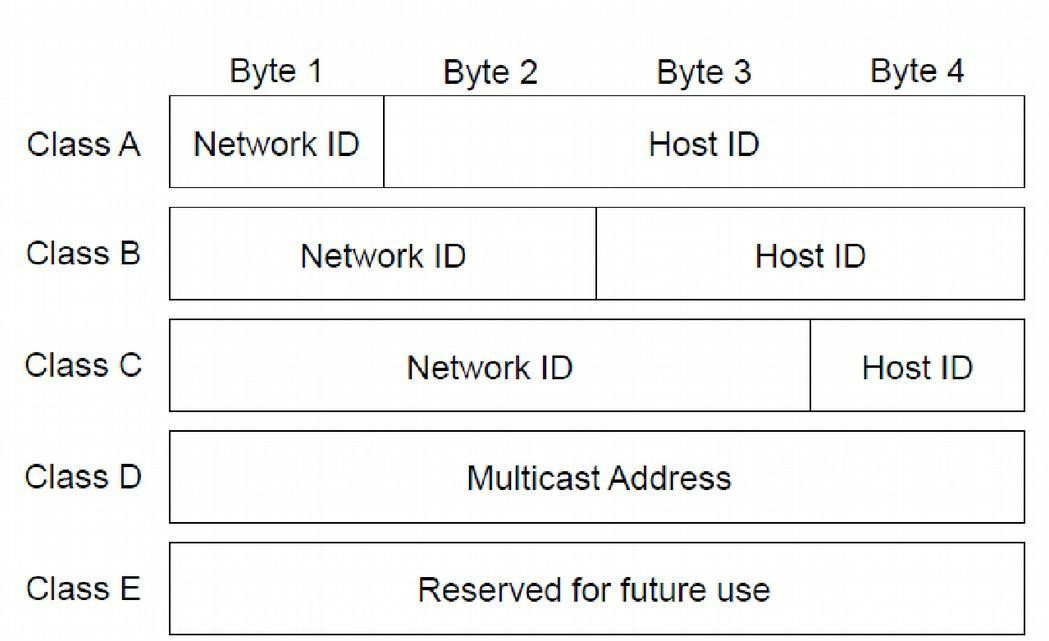 Byte 1 Byte 2 Byte 3 Byte 4
Class A Network ID Host ID
Class B Network ID Host ID
Class C Network ID Host ID
Class D Multicast Address
Class E Reserved for future use